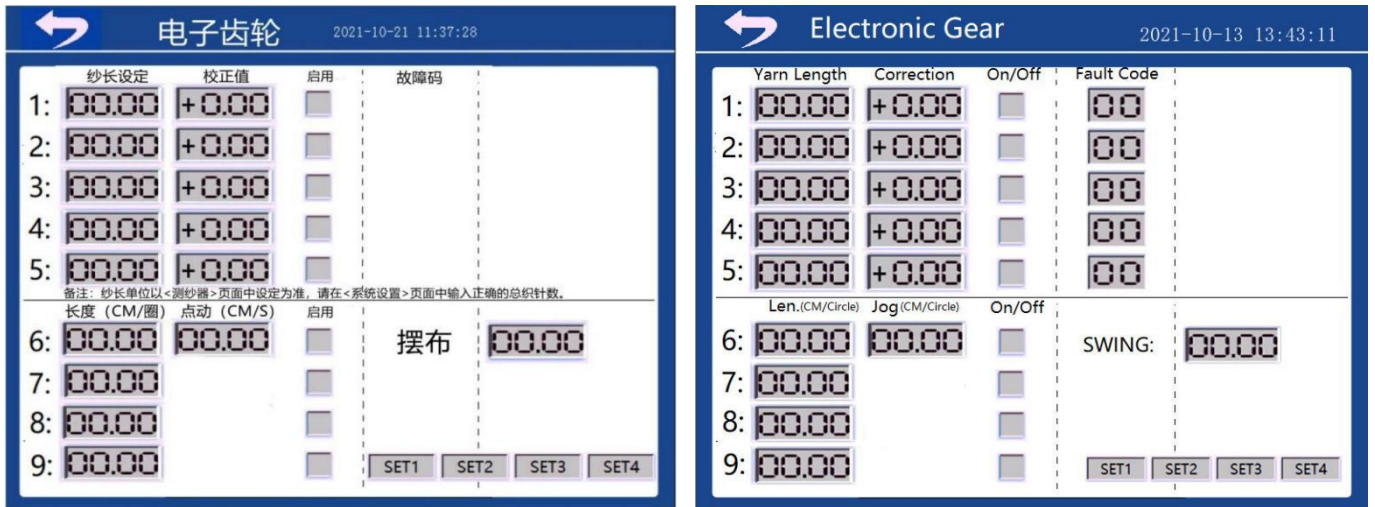 电子齿轮 2021-10-21 11:37:28
纱长设定 校正值 启用 故障码
1: 00.00 +0.00
2: 00.00 +0.00
3: 00.00 +0.00
4: 00.00 +0.00
5: 00.00 +0.00
备注：纱长单位以<测纱器>页面中设定为准，请在<系统设置>页面中输入正确的总织针数。
长度（CM/圈） 点动（CM/S） 启用
6: 00.00 00.00 摆布 00.00
7: 00.00
8: 00.00
9: 00.00 SET1 SET2 SET3 SET4
Electronic Gear 2021-10-13 13:43:11
Yarn Length Correction On/Off Fault Code
1: 00.00 +0.00 00
2: 00.00 +0.00 00
3: 00.00 +0.00 00
4: 00.00 +0.00 00
5: 00.00 +0.00 00
Len.(CM/Circle) Jog(CM/Circle) On/Off
6: 00.00 00.00 SWING: 00.00
7: 00.00
8: 00.00
9: 00.00 SET1 SET2 SET3 SET4